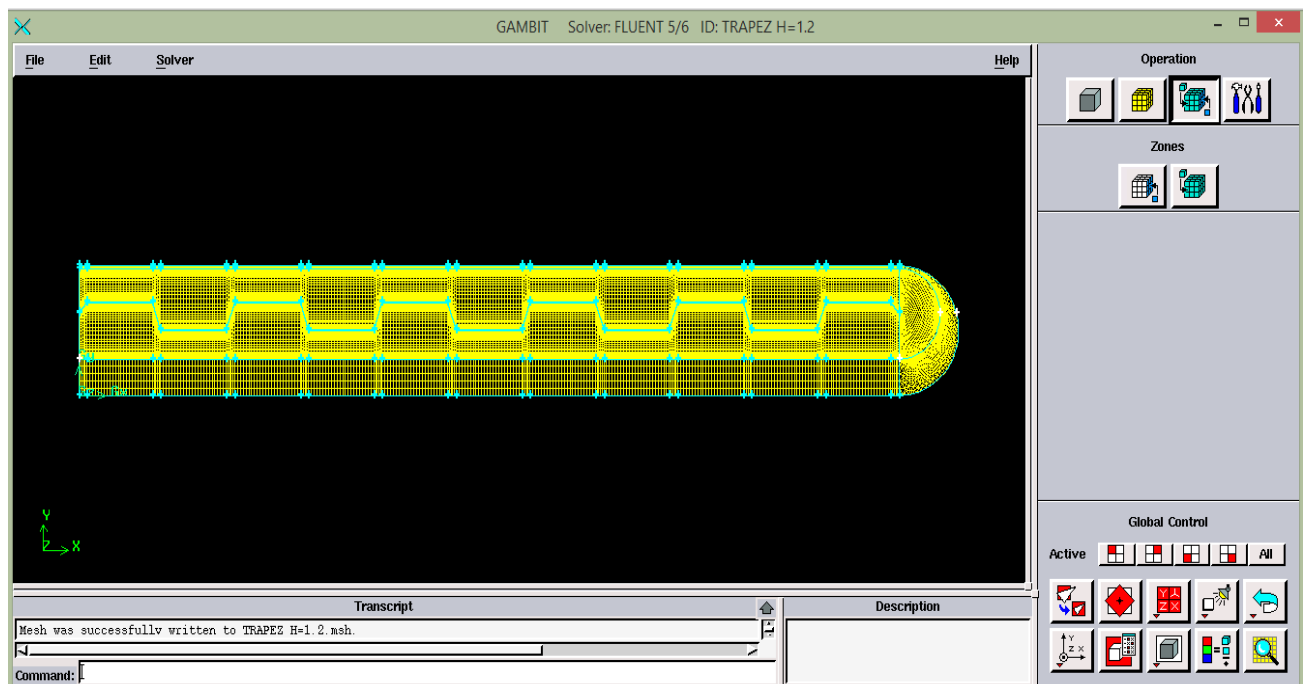 GAMBIT Solver: FLUENT 5/6 ID: TRAPEZ H=1.2
File Edit Solver Help
Operation
Zones
Y
Z X
Global Control
Active All
Transcript
Description
Mesh was successfully written to TRAPEZ H=1.2.msh.
Command: